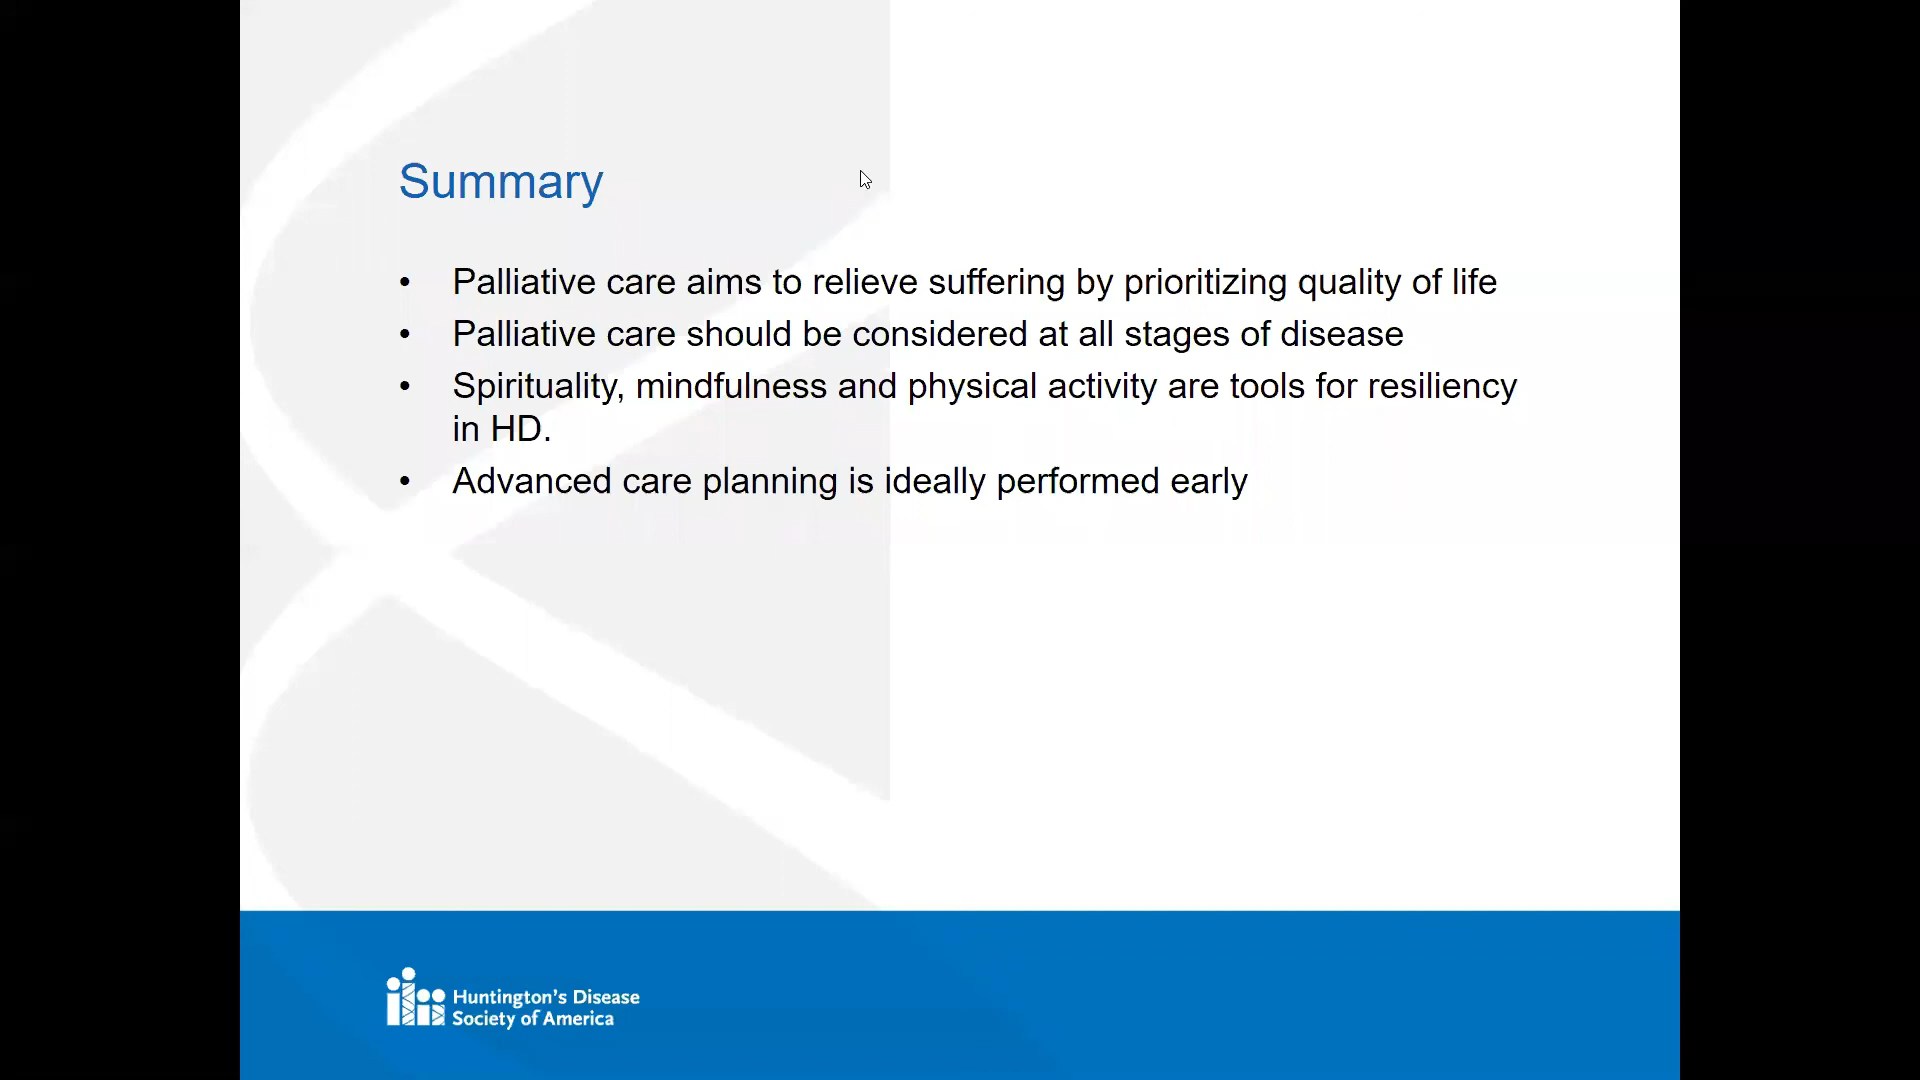 Summary
• Palliative care aims to relieve suffering by prioritizing quality of life
• Palliative care should be considered at all stages of disease
• Spirituality, mindfulness and physical activity are tools for resiliency
in HD.
• Advanced care planning is ideally performed early
Huntington's Disease
Society of America